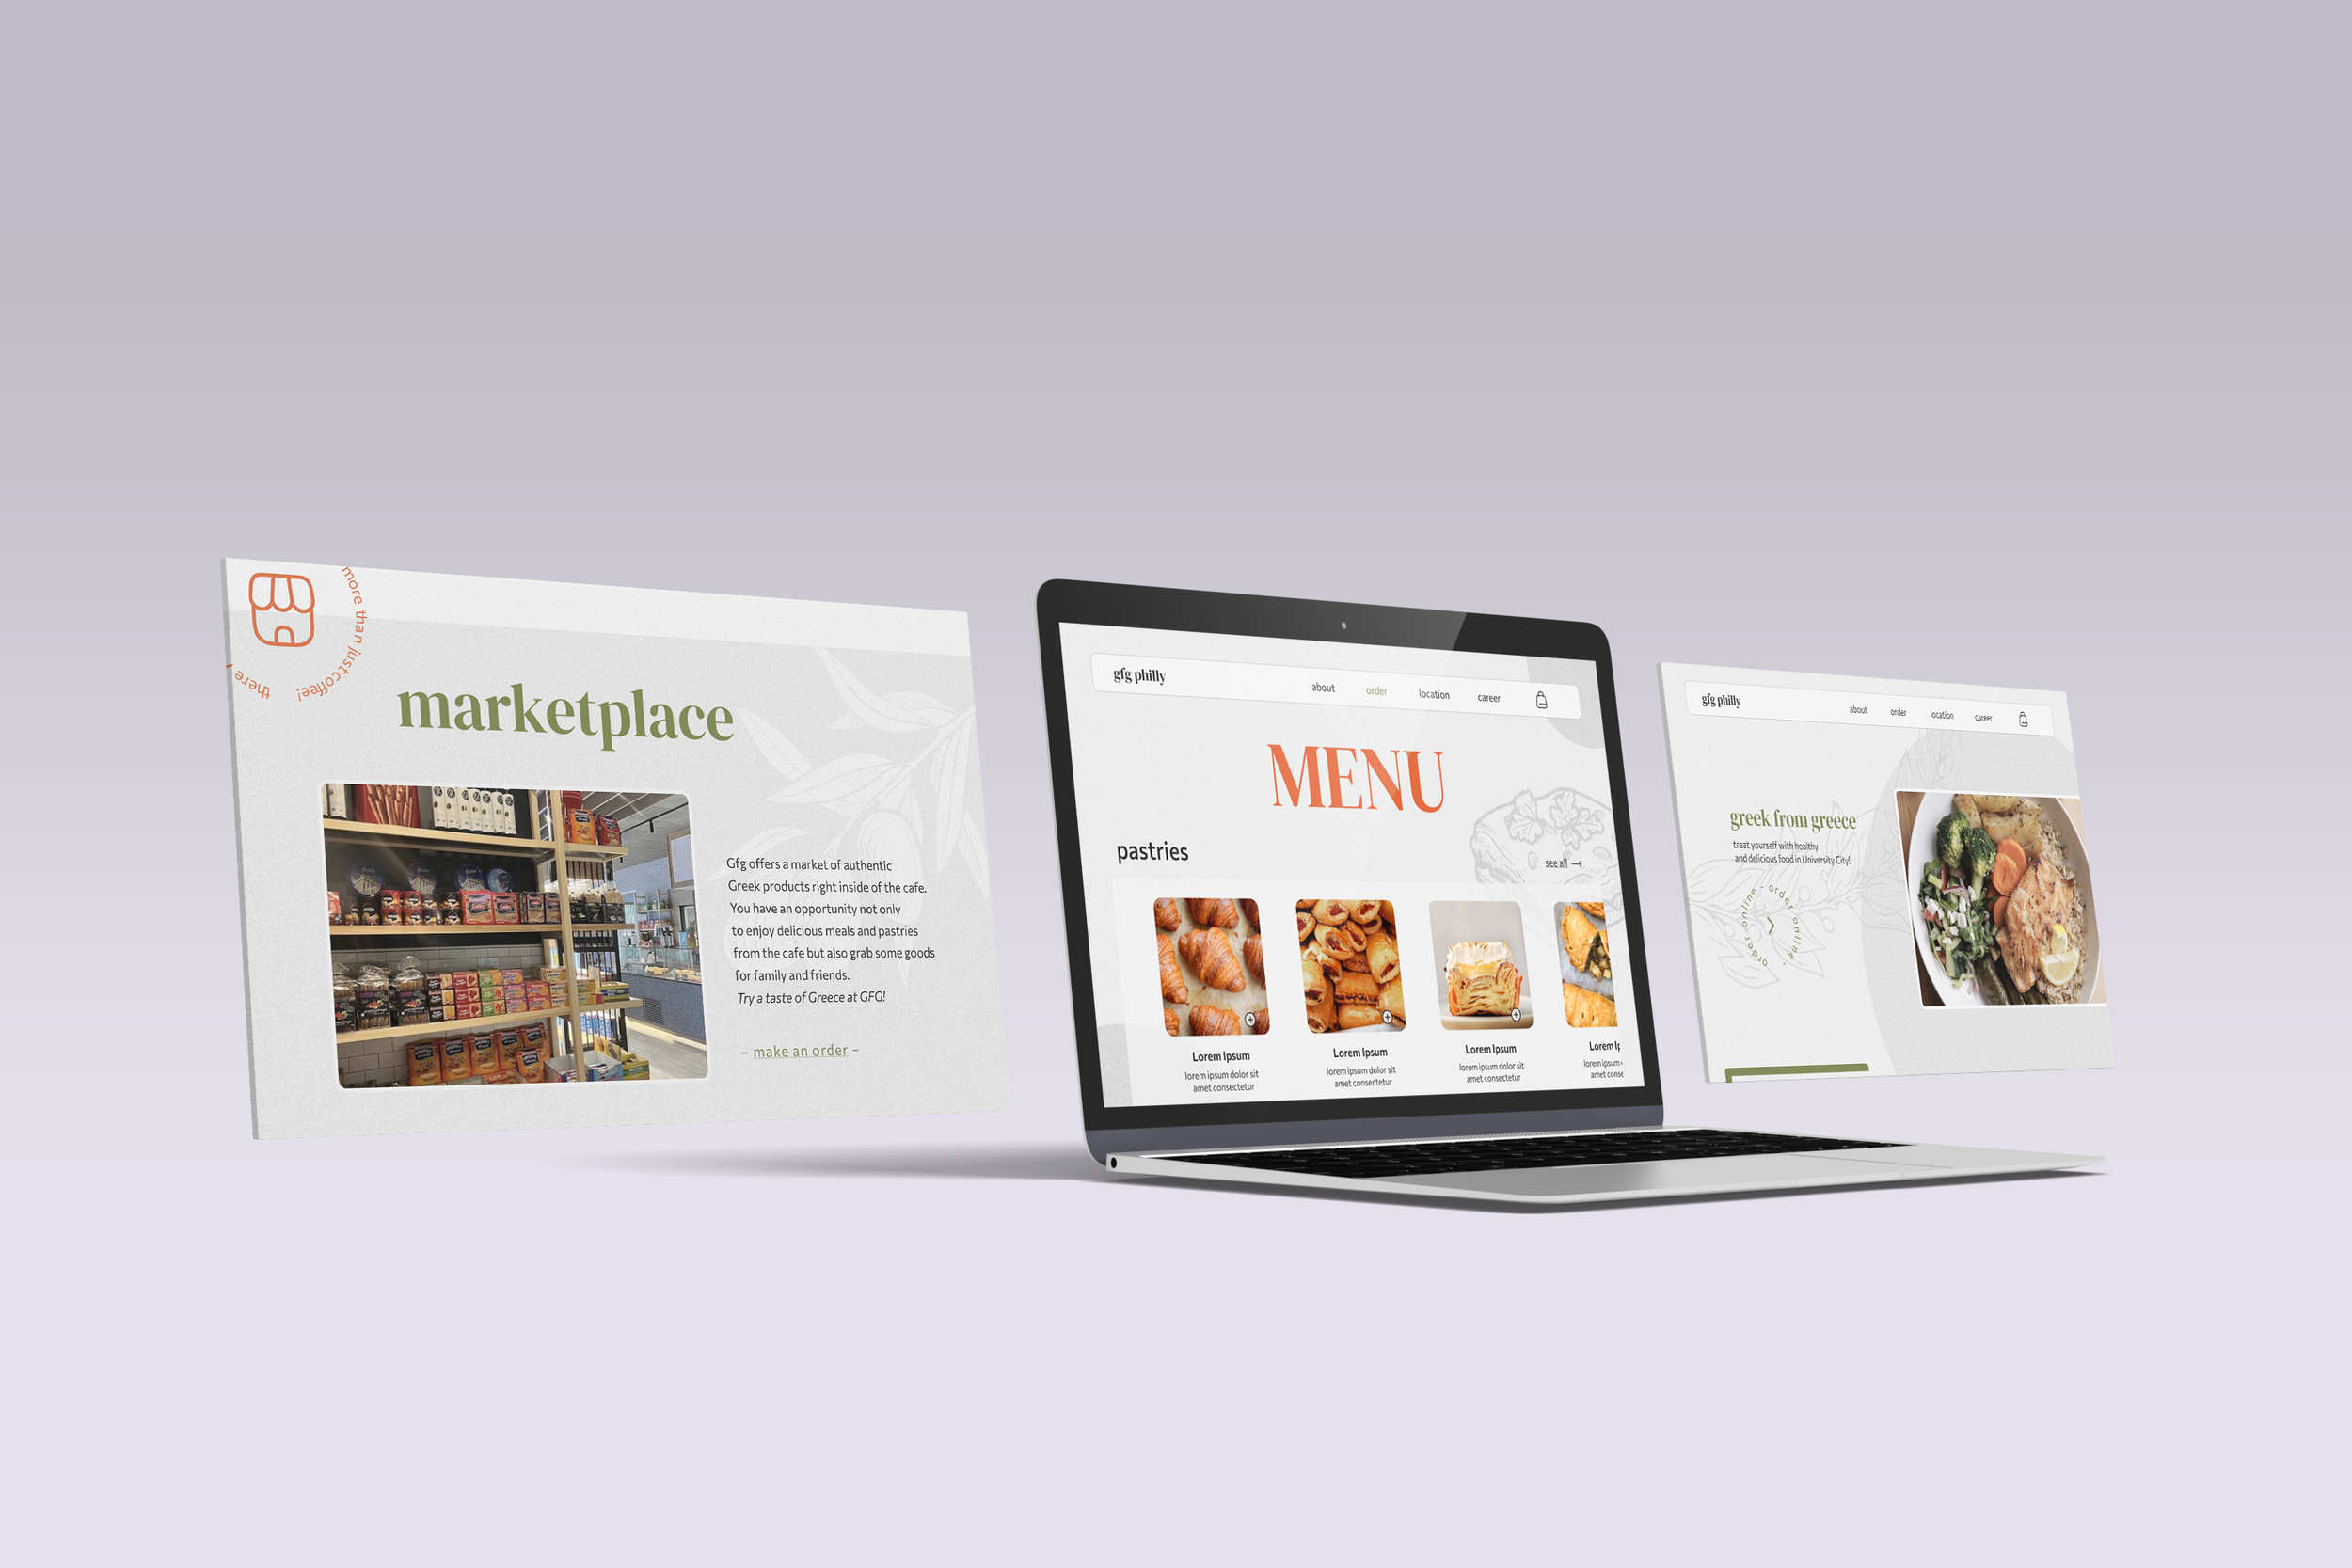 more than just coffee!
there
marketplace
Gfg offers a market of authentic
Greek products right inside of the cafe.
You have an opportunity not only
to enjoy delicious meals and pastries
from the cafe but also grab some goods
for family and friends.
Try a taste of Greece at GFG!
– make an order –
gfg philly
about order location career
MENU
pastries
see all →
Lorem Ipsum
lorem ipsum dolor sit
amet consectetur
Lorem Ipsum
lorem ipsum dolor sit
amet consectetur
Lorem Ipsum
lorem ipsum dolor sit
amet consectetur
Lorem Ip
lorem ipsum
amet conse
gfg philly
about order location career
greek from greece
treat yourself with healthy
and delicious food in University City!
order online - order online -